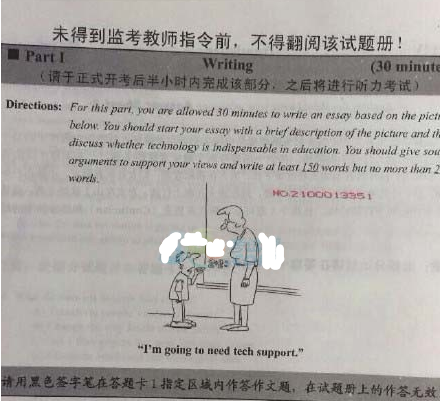 未得到监考教师指令前，不得翻阅该试题册！
■ Part I Writing (30 minute
（请于正式开考后半小时内完成该部分，之后将进行听力考试）
Directions: For this part, you are allowed 30 minutes to write an essay based on the pict
below. You should start your essay with a brief description of the picture and th
discuss whether technology is indispensable in education. You should give sou
arguments to support your views and write at least 150 words but no more than 2
words.
NO:2100013351
"I'm going to need tech support."
请用黑色签字笔在答题卡1指定区域内作答作文题，在试题册上的作答无效